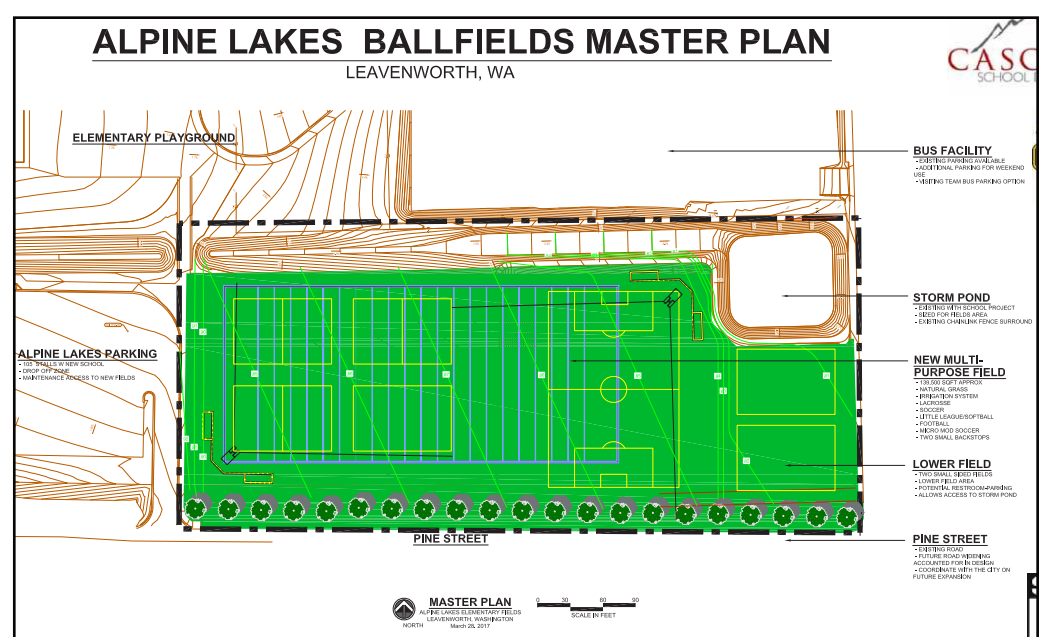 ALPINE LAKES BALLFIELDS MASTER PLAN
LEAVENWORTH, WA
CASC
SCHOOL
ELEMENTARY PLAYGROUND
BUS FACILITY
- EXISTING PARKING AVAILABLE
- ADDITIONAL PARKING FOR WEEKEND
USE
- VISITING TEAM BUS PARKING OPTION
STORM POND
- EXISTING WITH SCHOOL PROJECT
- SIZED FOR FIELDS AREA
- EXISTING CHAINLINK FENCE SURROUND
ALPINE LAKES PARKING
- 105 STALLS W NEW SCHOOL
- DROP OFF ZONE
- MAINTENANCE ACCESS TO NEW FIELDS
NEW MULTI-
PURPOSE FIELD
- 139,500 SQFT APPROX
- NATURAL GRASS
- IRRIGATION SYSTEM
- LACROSSE
- SOCCER
- LITTLE LEAGUE/SOFTBALL
- FOOTBALL
- MICRO MOD SOCCER
- TWO SMALL BACKSTOPS
LOWER FIELD
- TWO SMALL SIDED FIELDS
- LOWER FIELD AREA
- POTENTIAL RESTROOM+PARKING
- ALLOWS ACCESS TO STORM POND
PINE STREET
PINE STREET
- EXISTING ROAD
- FUTURE ROAD WIDENING
ACCOUNTED FOR IN DESIGN
- COORDINATE WITH THE CITY ON
FUTURE EXPANSION
NORTH
MASTER PLAN
ALPINE LAKES ELEMENTARY FIELDS
LEAVENWORTH, WASHINGTON
March 28, 2017
0 30 60 90
SCALE IN FEET